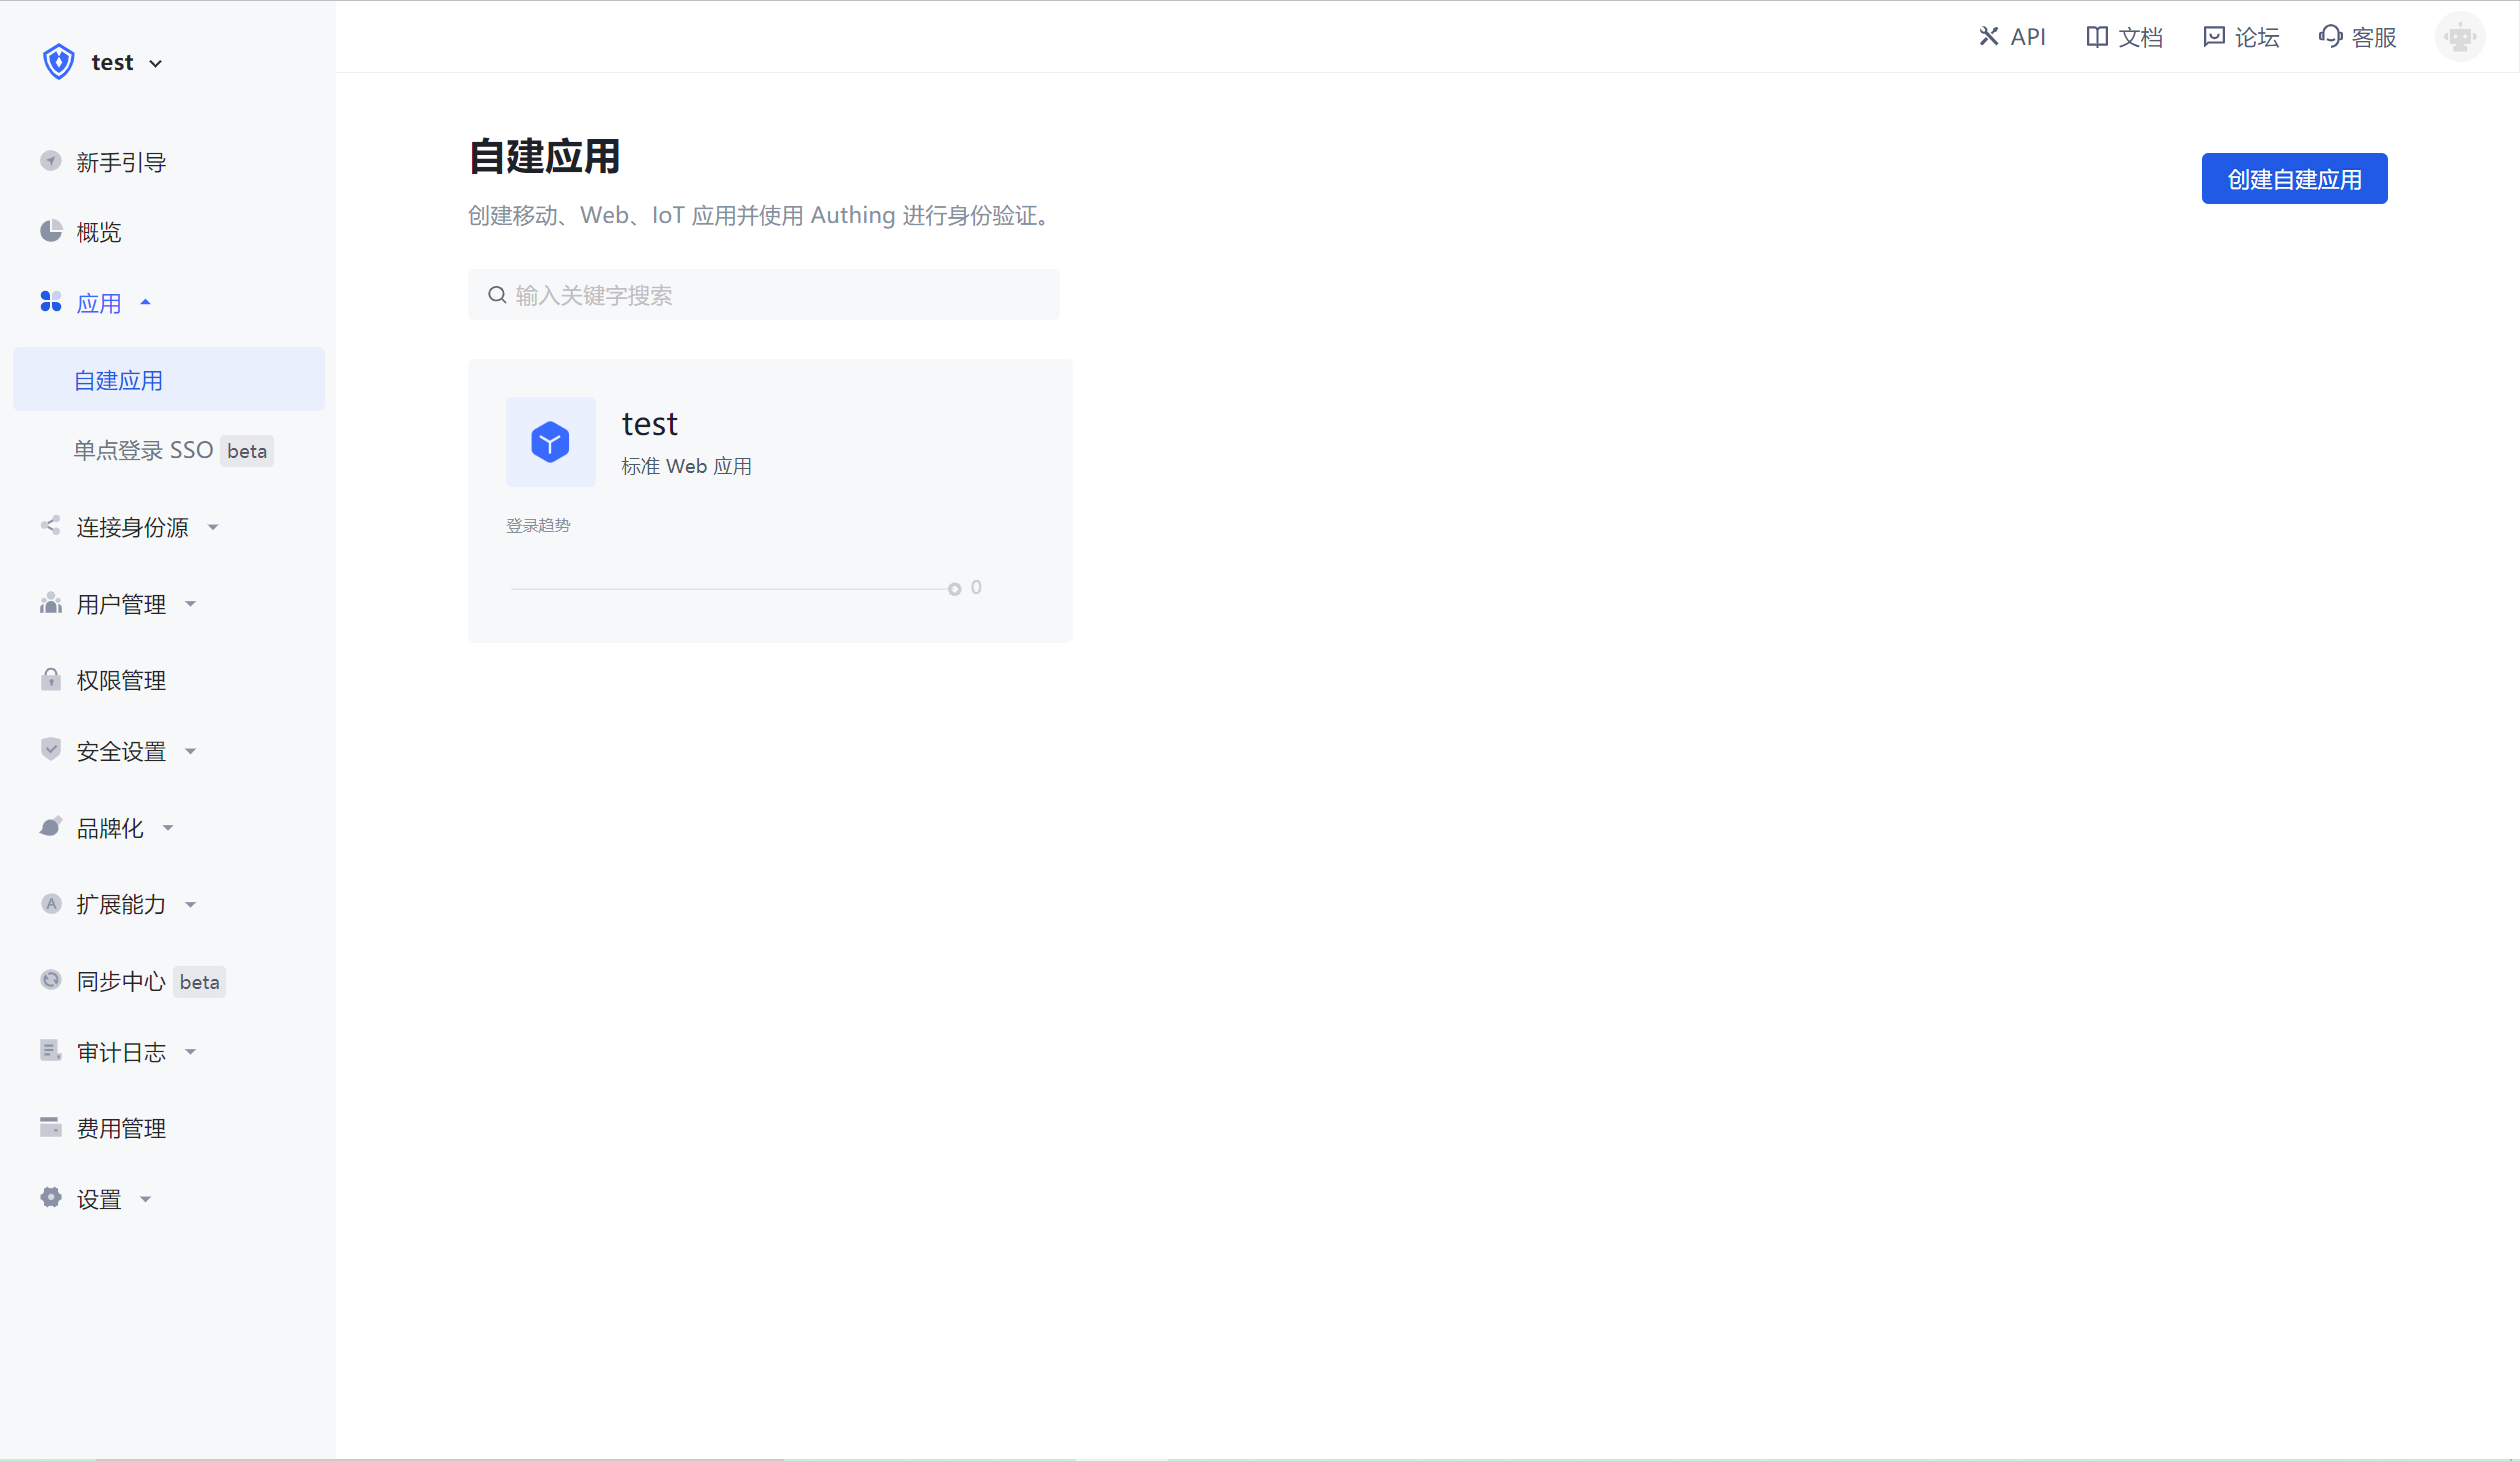 test
API
文档
论坛
客服
新手引导
概览
应用
自建应用
单点登录 SSO beta
连接身份源
用户管理
权限管理
安全设置
品牌化
扩展能力
同步中心 beta
审计日志
费用管理
设置
自建应用
创建移动、Web、IoT 应用并使用 Authing 进行身份验证。
创建自建应用
输入关键字搜索
test
标准 Web 应用
登录趋势
0